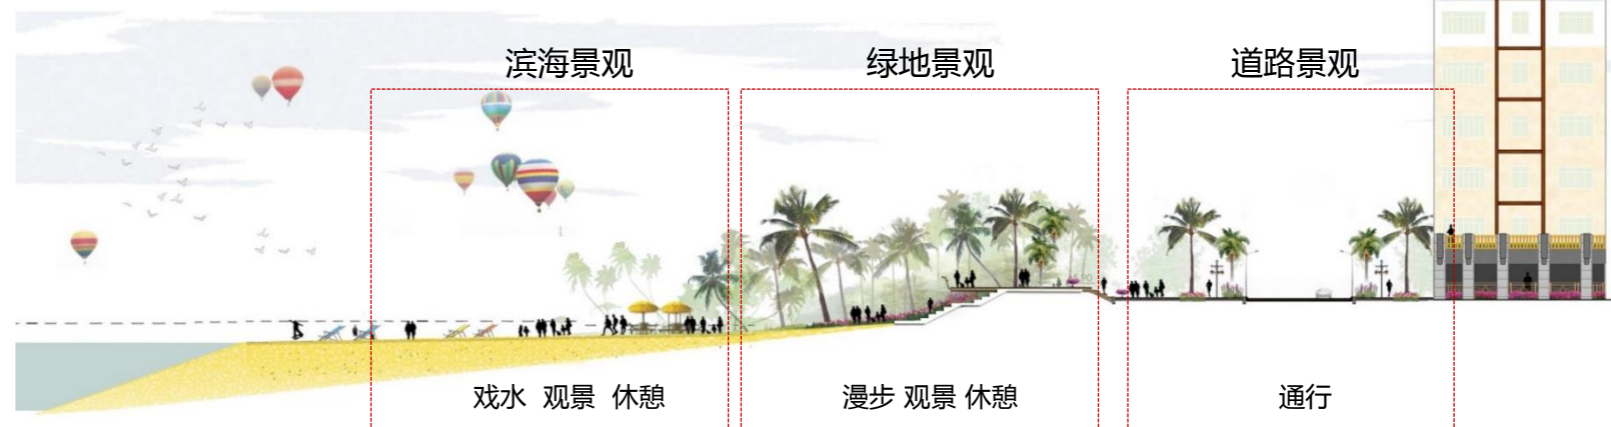 滨海景观
绿地景观
道路景观
戏水 观景 休憩
漫步 观景 休憩
通行